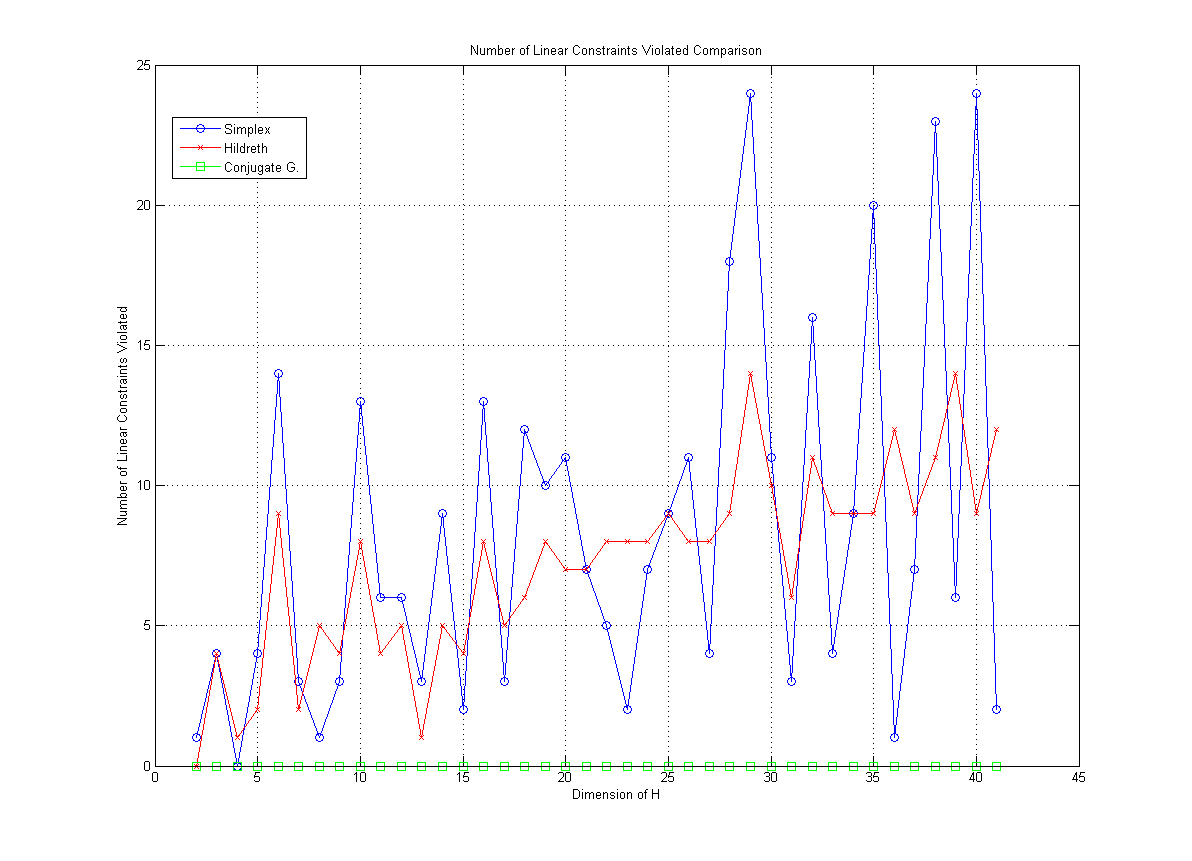 Number of Linear Constraints Violated Comparison
25
20
15
10
5
0
Number of Linear Constraints Violated
Simplex
Hildreth
Conjugate G.
0 5 10 15 20 25 30 35 40 45
Dimension of H